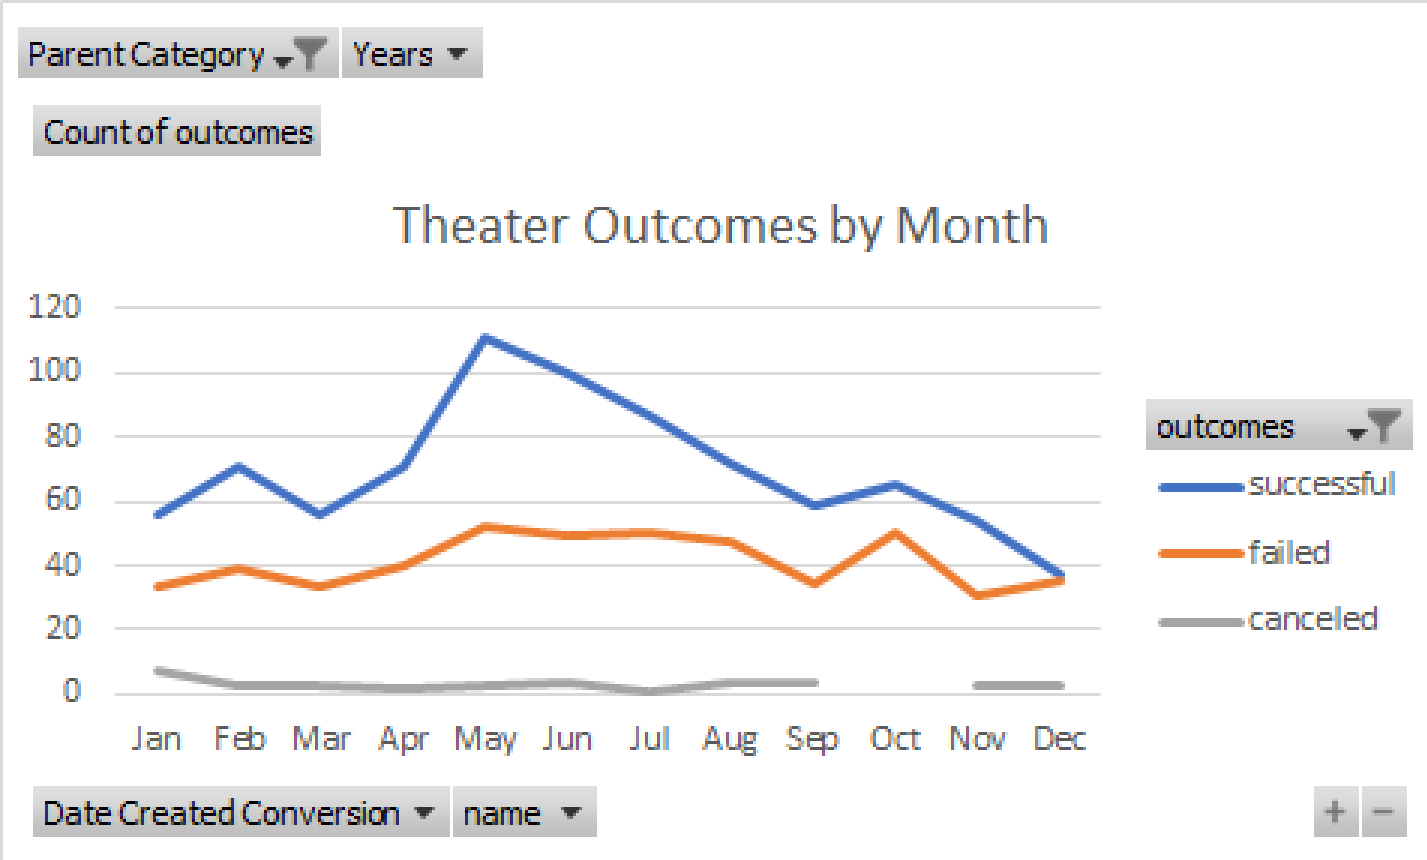 Parent Category Years
Count of outcomes
Theater Outcomes by Month
120
100
80
60
40
20
0
Jan Feb Mar Apr May Jun Jul Aug Sep Oct Nov Dec
outcomes
successful
failed
canceled
Date Created Conversion name
+ −